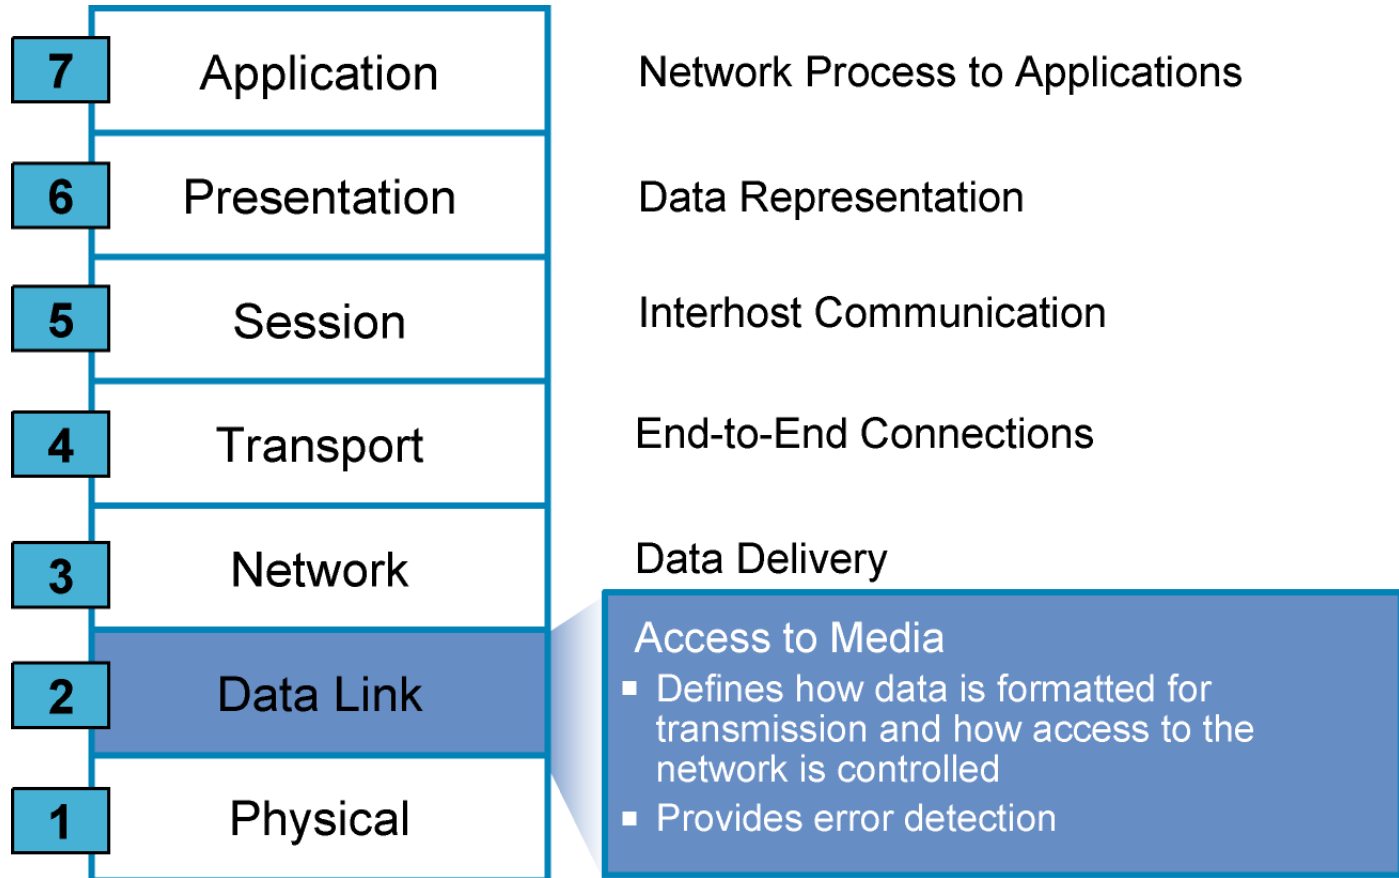 7 Application Network Process to Applications
6 Presentation Data Representation
5 Session Interhost Communication
4 Transport End-to-End Connections
3 Network Data Delivery
2 Data Link
Access to Media
▪ Defines how data is formatted for
transmission and how access to the
network is controlled
▪ Provides error detection
1 Physical